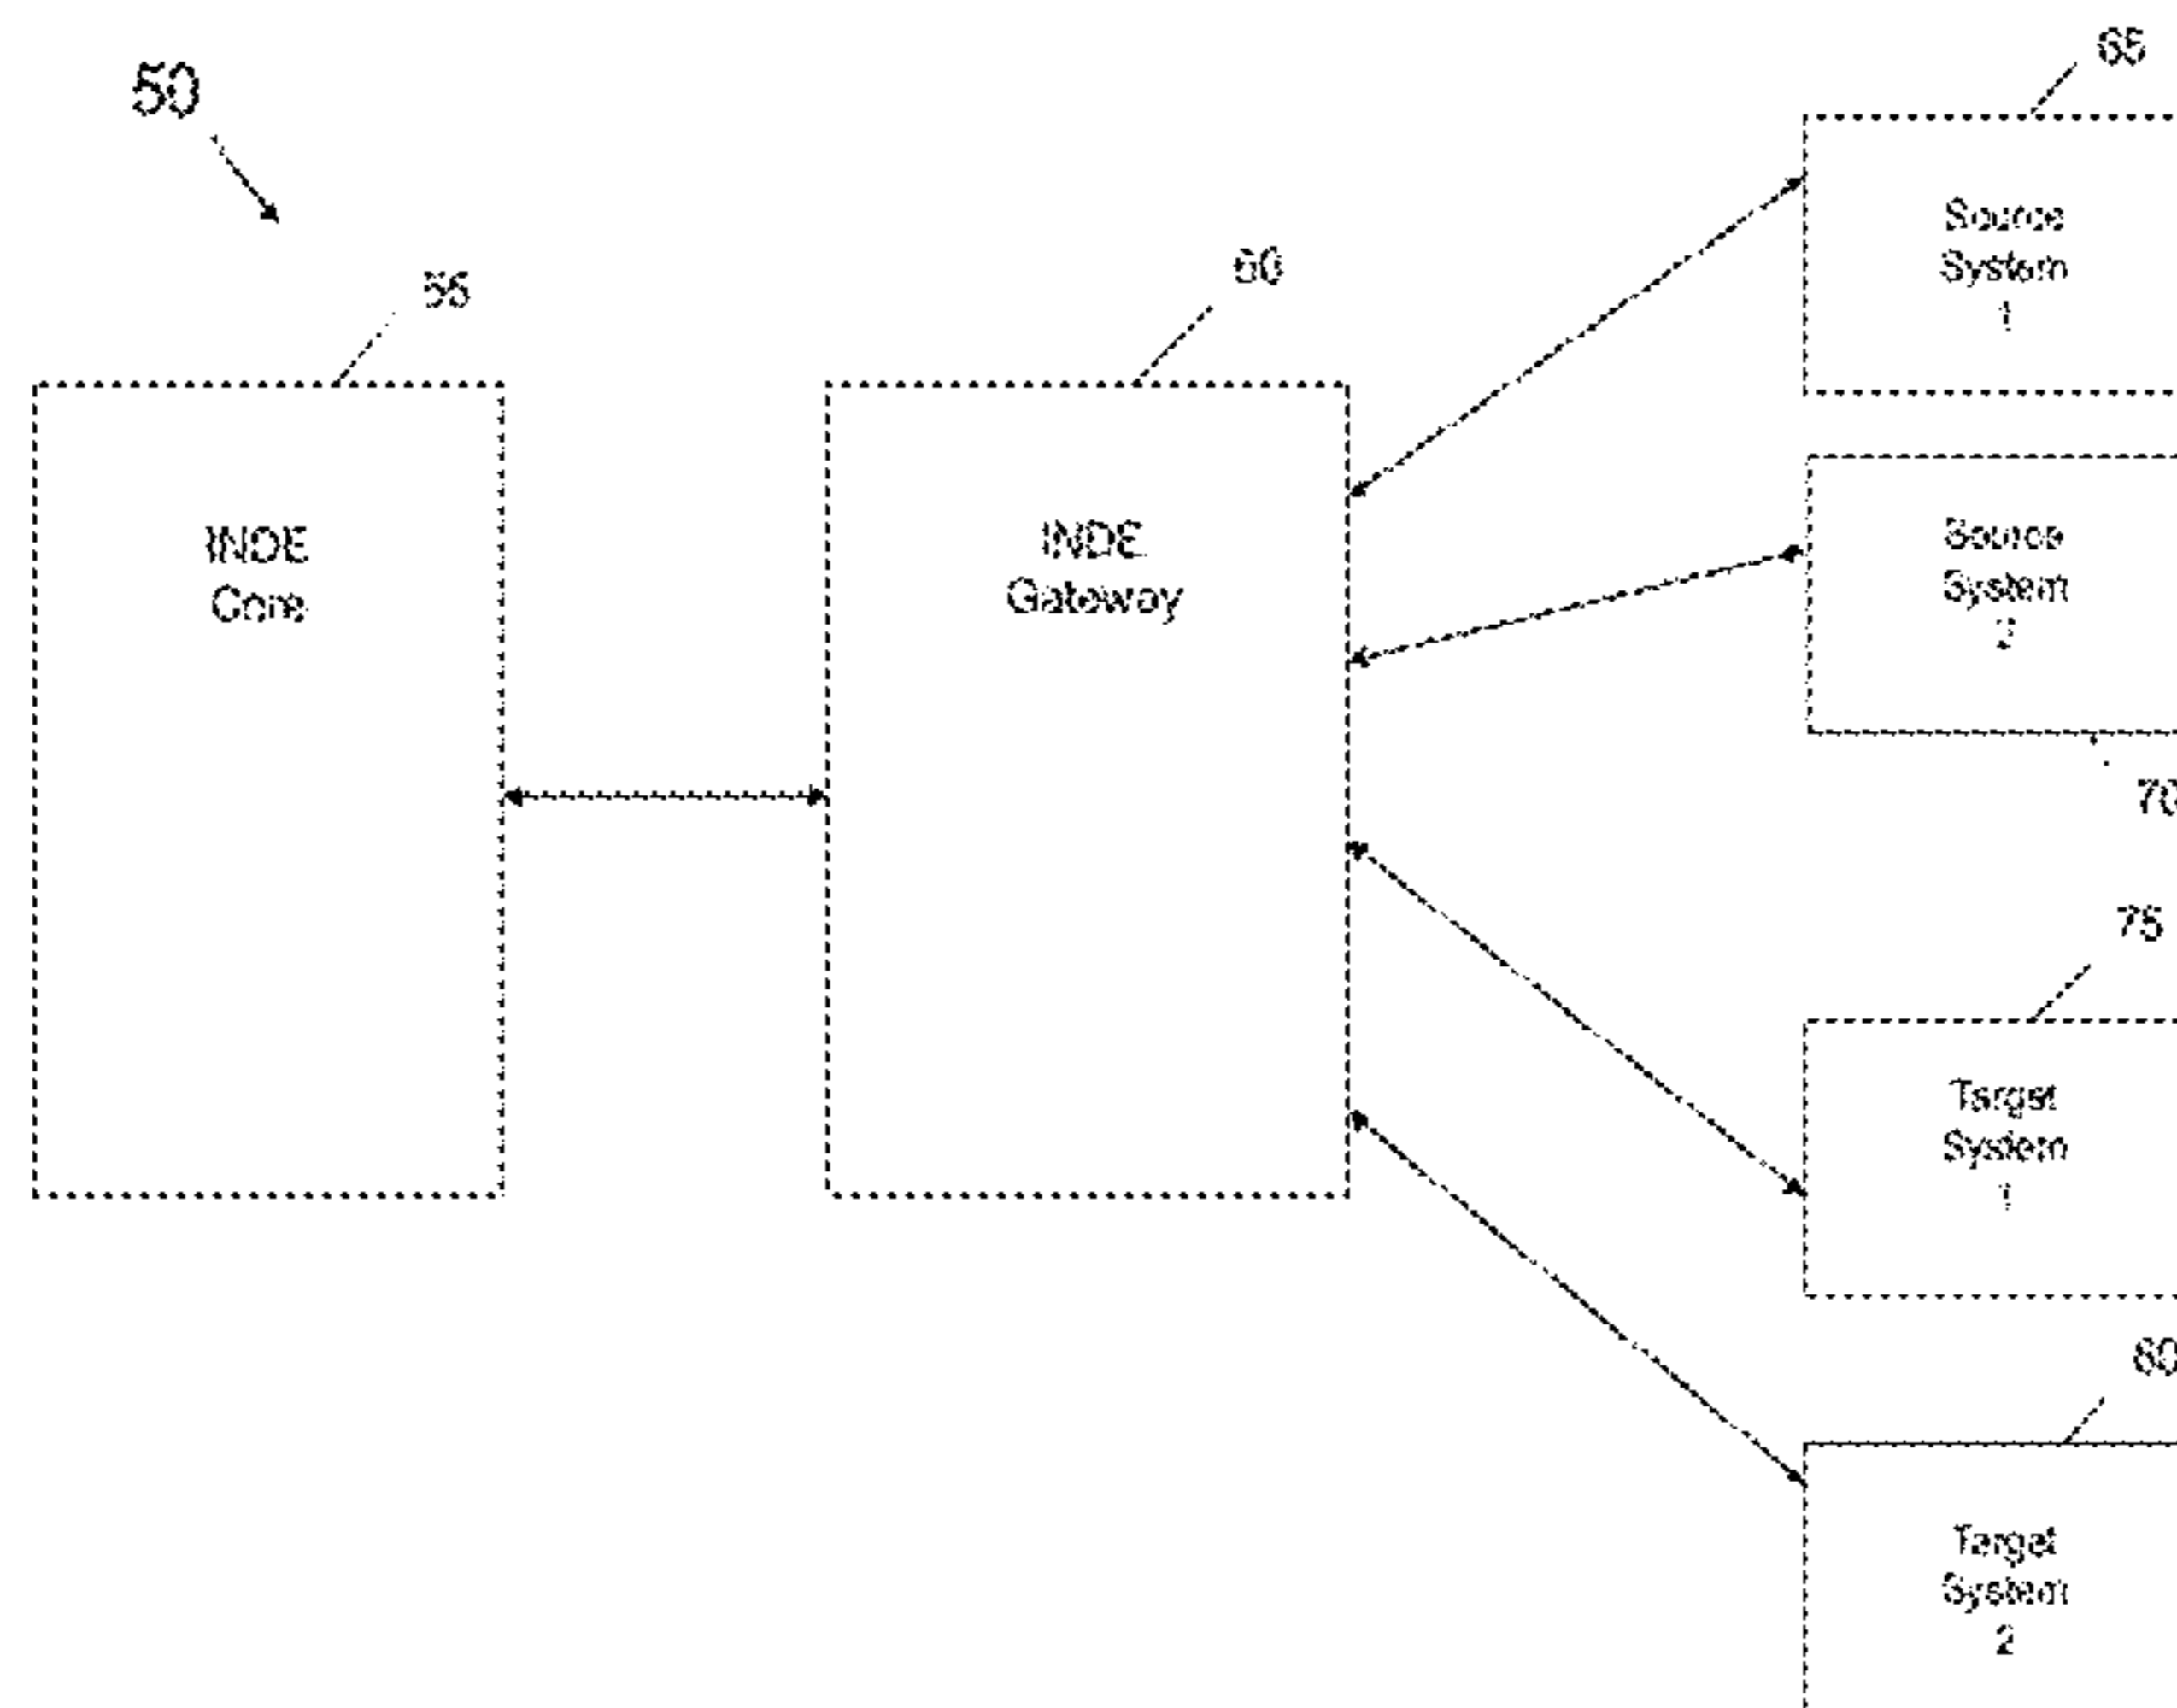 50
65
Source
System
1
55
60
INDE
Core
INDE
Gateway
Source
System
2
70
75
Target
System
1
80
Target
System
2